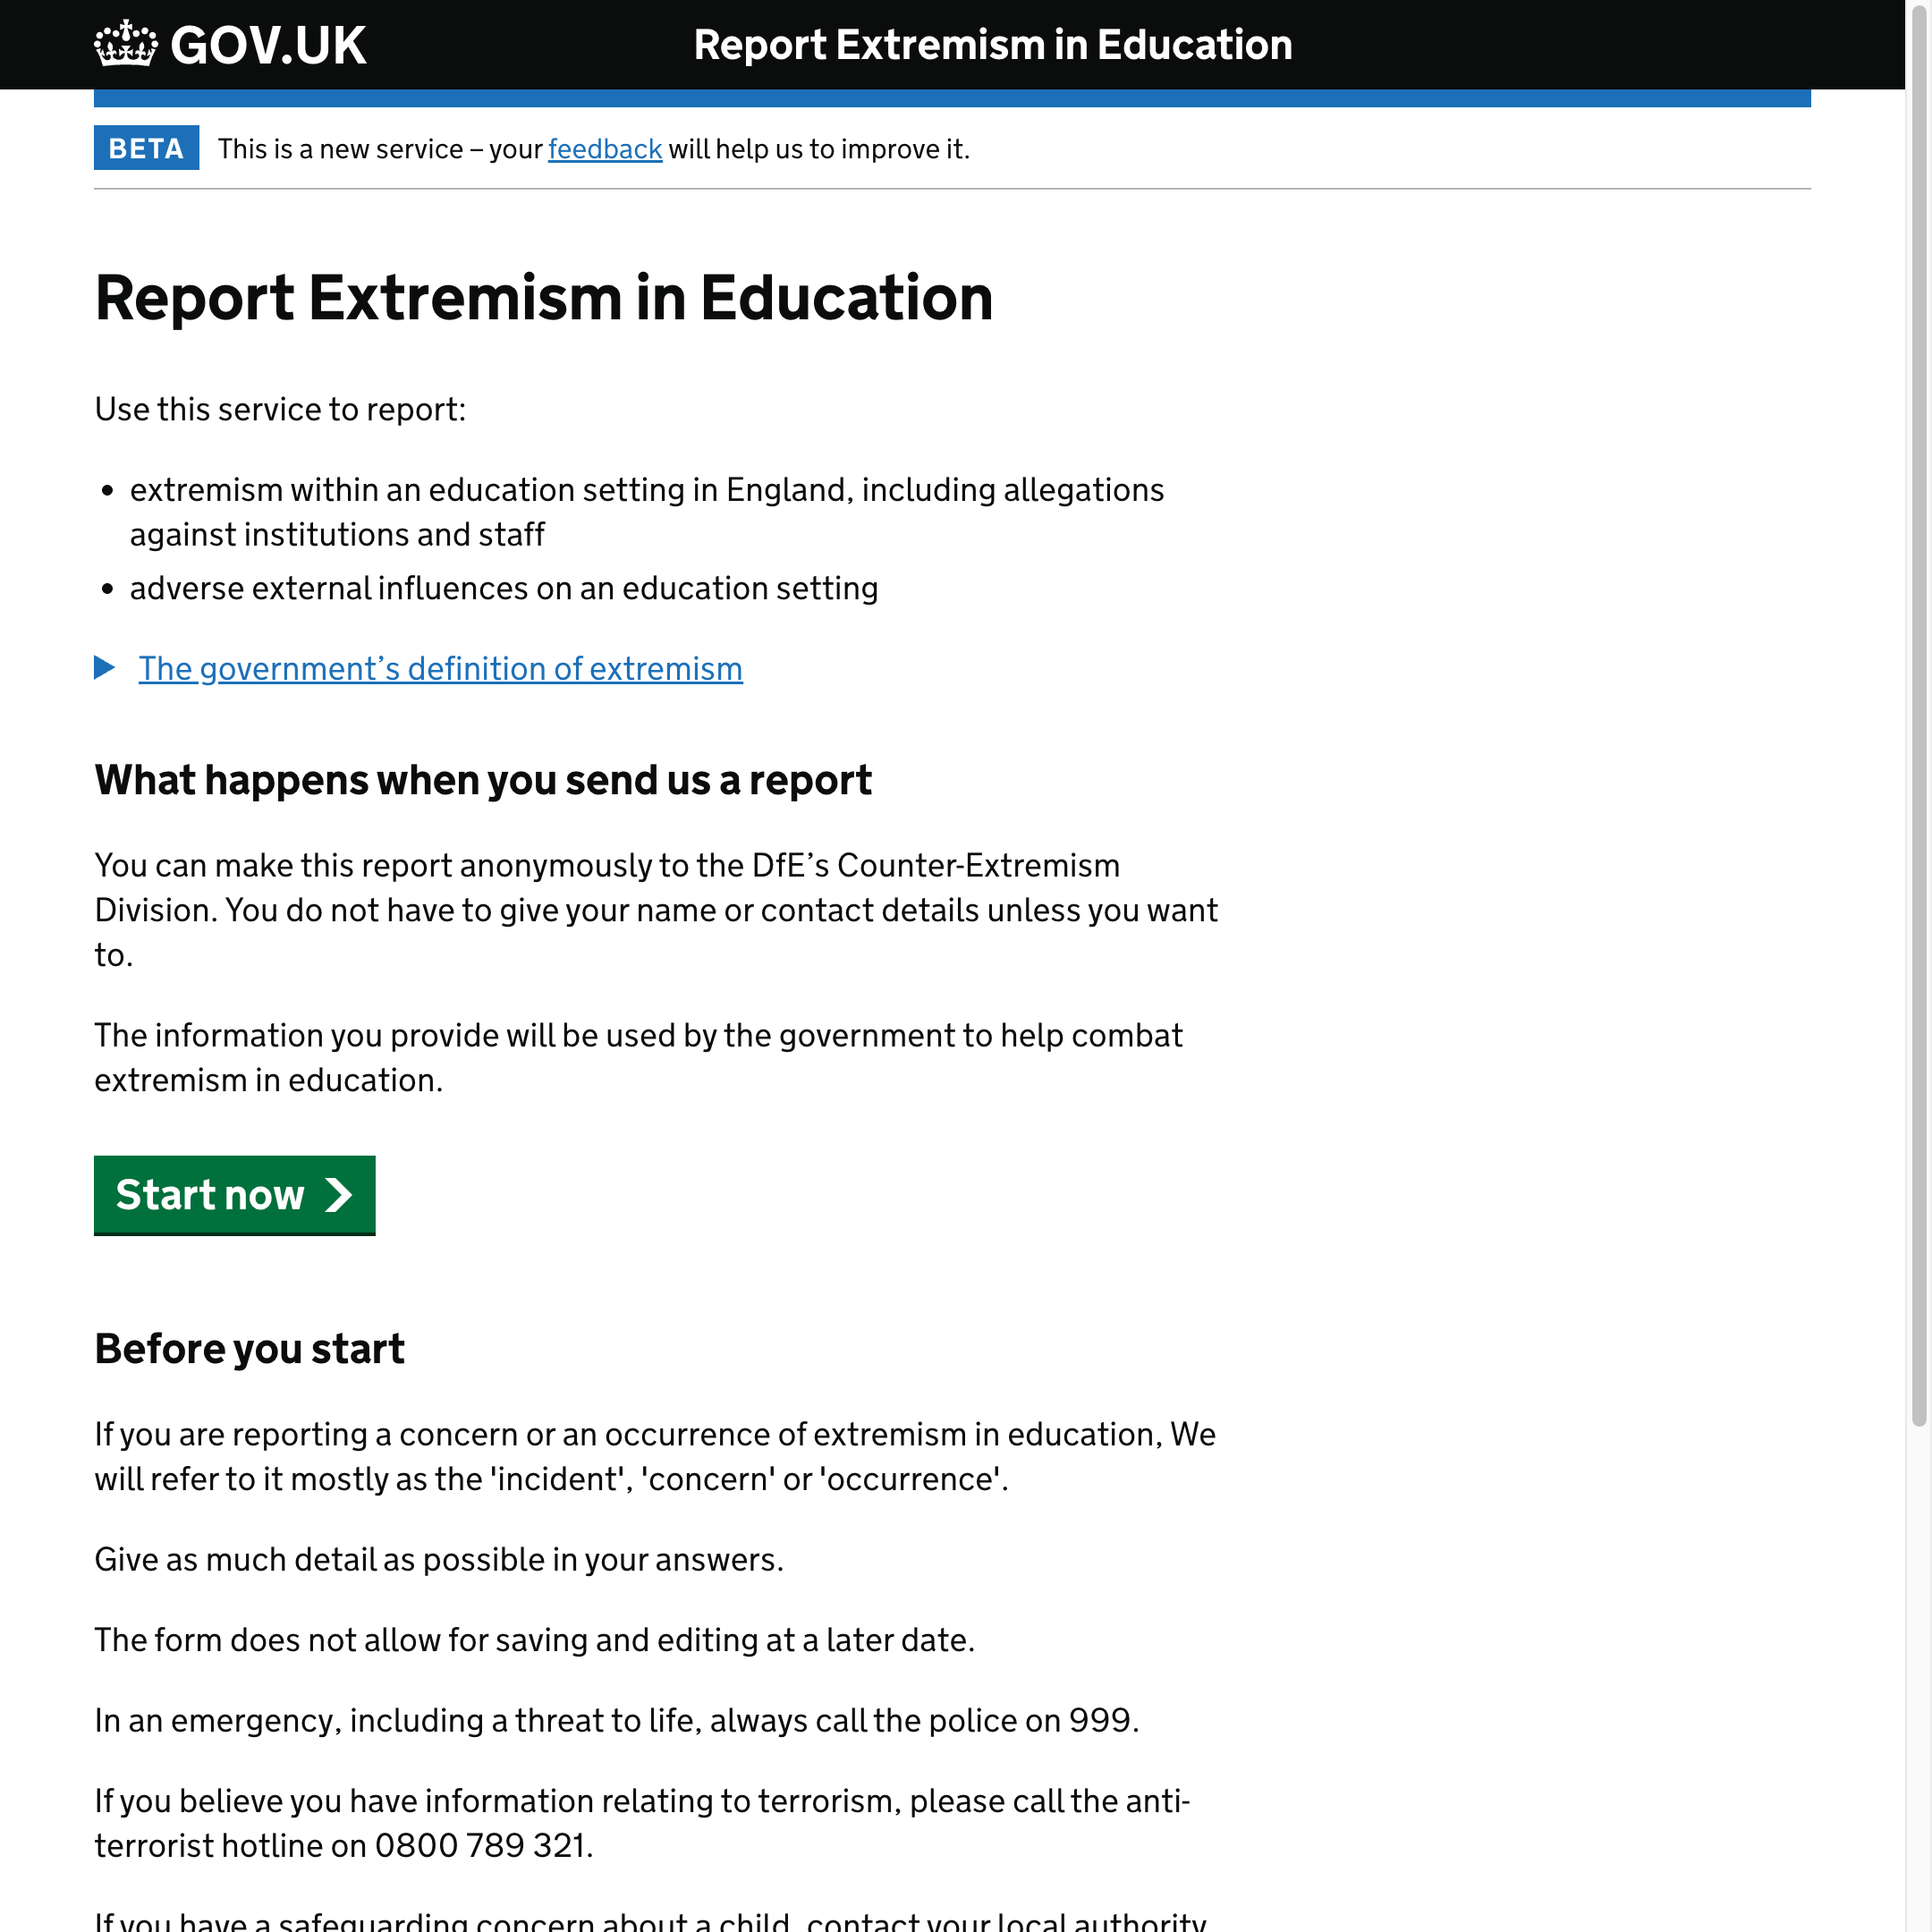 GOV.UK Report Extremism in Education
BETA This is a new service – your feedback will help us to improve it.
Report Extremism in Education
Use this service to report:
• extremism within an education setting in England, including allegations
against institutions and staff
• adverse external influences on an education setting
The government’s definition of extremism
What happens when you send us a report
You can make this report anonymously to the DfE’s Counter-Extremism
Division. You do not have to give your name or contact details unless you want
to.
The information you provide will be used by the government to help combat
extremism in education.
Start now
Before you start
If you are reporting a concern or an occurrence of extremism in education, We
will refer to it mostly as the 'incident', 'concern' or 'occurrence'.
Give as much detail as possible in your answers.
The form does not allow for saving and editing at a later date.
In an emergency, including a threat to life, always call the police on 999.
If you believe you have information relating to terrorism, please call the anti-
terrorist hotline on 0800 789 321.
If you have a safeguarding concern about a child, contact your local authority